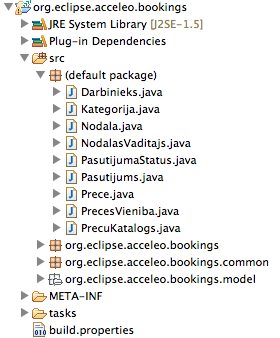 org.eclipse.acceleo.bookings
JRE System Library [J2SE-1.5]
Plug-in Dependencies
src
(default package)
Darbinieks.java
Kategorija.java
Nodala.java
NodalasVaditajs.java
PasutijumaStatus.java
Pasutijums.java
Prece.java
PrecesVieniba.java
PrecuKatalogs.java
org.eclipse.acceleo.bookings
org.eclipse.acceleo.bookings.common
org.eclipse.acceleo.bookings.model
META-INF
tasks
build.properties